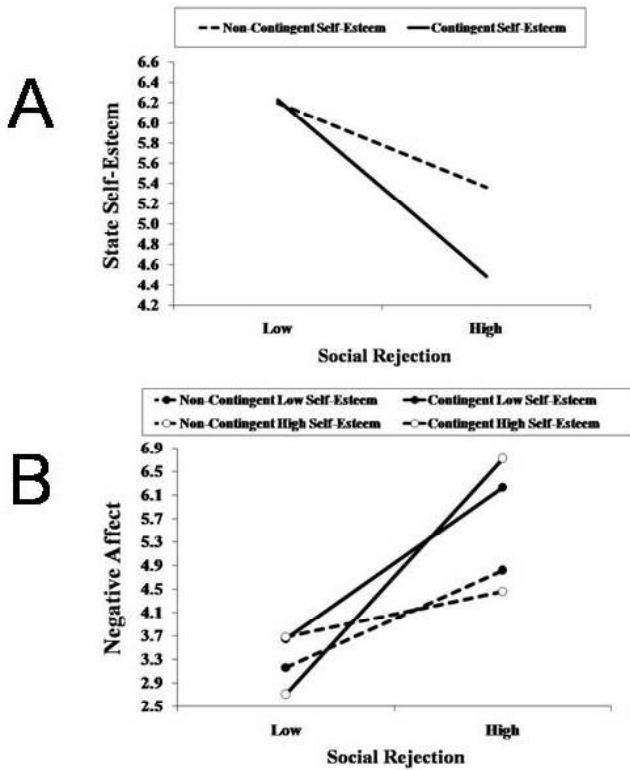 Non-Contingent Self-Esteem Contingent Self-Esteem
A
State Self-Esteem
6.6
6.4
6.2
6.0
5.8
5.6
5.4
5.2
5.0
4.8
4.6
4.4
4.2
Low High
Social Rejection
Non-Contingent Low Self-Esteem Contingent Low Self-Esteem
Non-Contingent High Self-Esteem Contingent High Self-Esteem
B
Negative Affect
6.9
6.5
6.1
5.7
5.3
4.9
4.5
4.1
3.7
3.3
2.9
2.5
Low High
Social Rejection